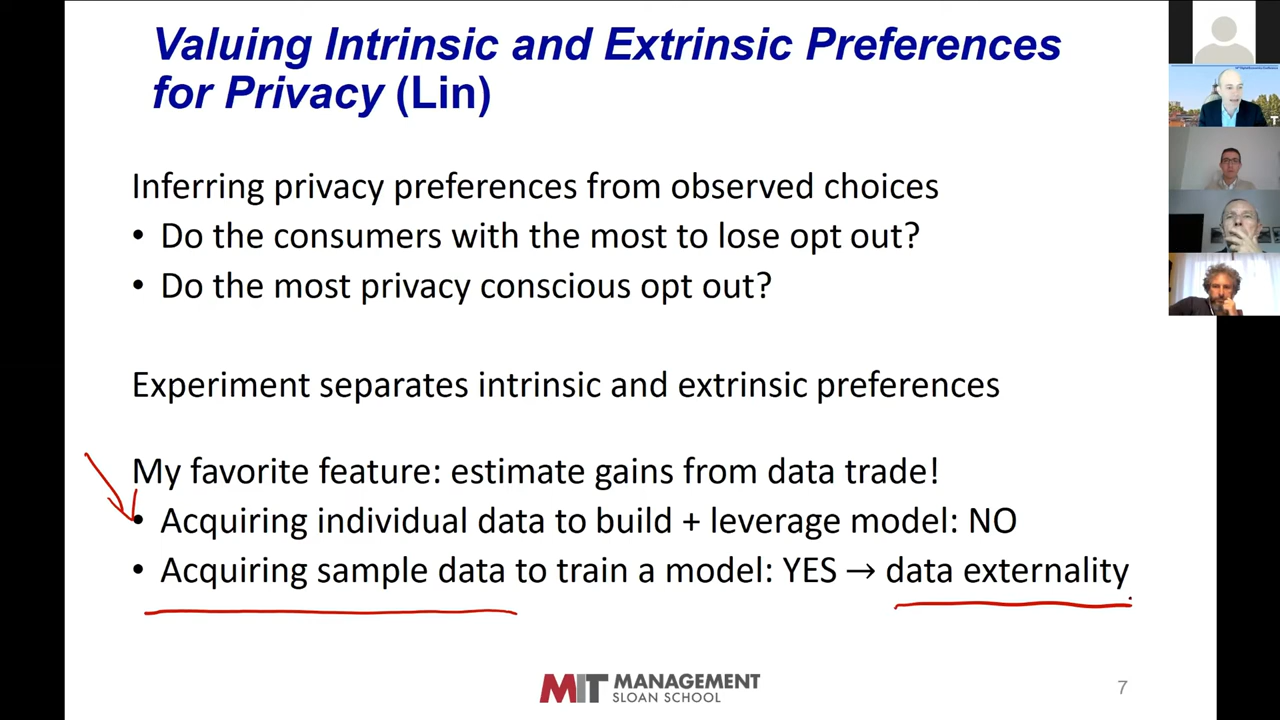 Valuing Intrinsic and Extrinsic Preferences
for Privacy (Lin)
Inferring privacy preferences from observed choices
• Do the consumers with the most to lose opt out?
• Do the most privacy conscious opt out?
Experiment separates intrinsic and extrinsic preferences
My favorite feature: estimate gains from data trade!
• Acquiring individual data to build + leverage model: NO
• Acquiring sample data to train a model: YES → data externality
MIT MANAGEMENT
SLOAN SCHOOL
7